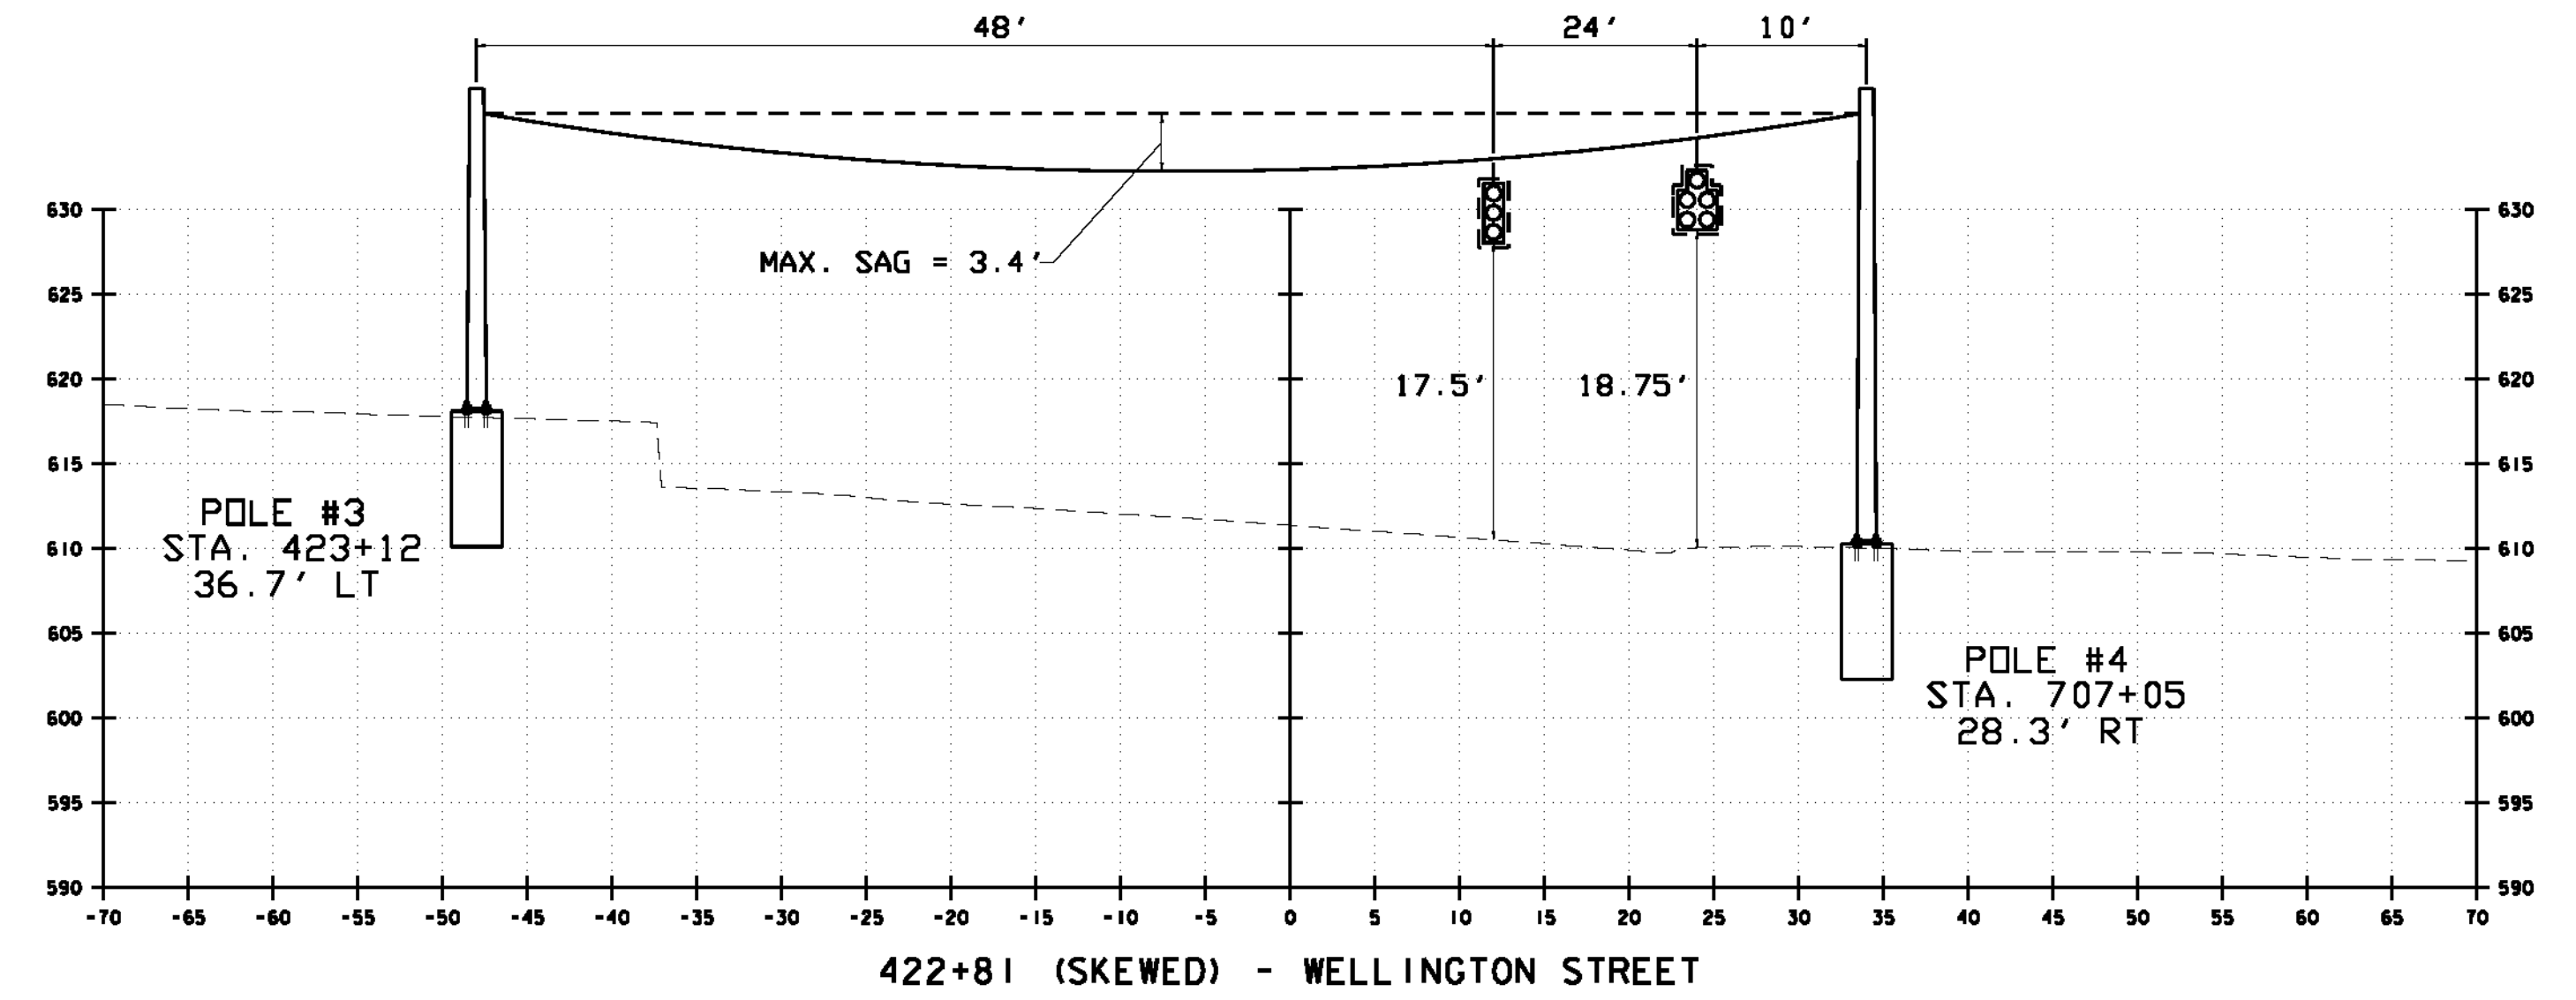 48' 24' 10'
630 630
MAX. SAG = 3.4'
625 625
620 17.5' 18.75' 620
615 615
POLE #3
STA. 423+12
36.7' LT
610 610
605 605
POLE #4
STA. 707+05
28.3' RT
600 600
595 595
590 590
-70 -65 -60 -55 -50 -45 -40 -35 -30 -25 -20 -15 -10 -5 0 5 10 15 20 25 30 35 40 45 50 55 60 65 70
422+81 (SKEWED) - WELLINGTON STREET